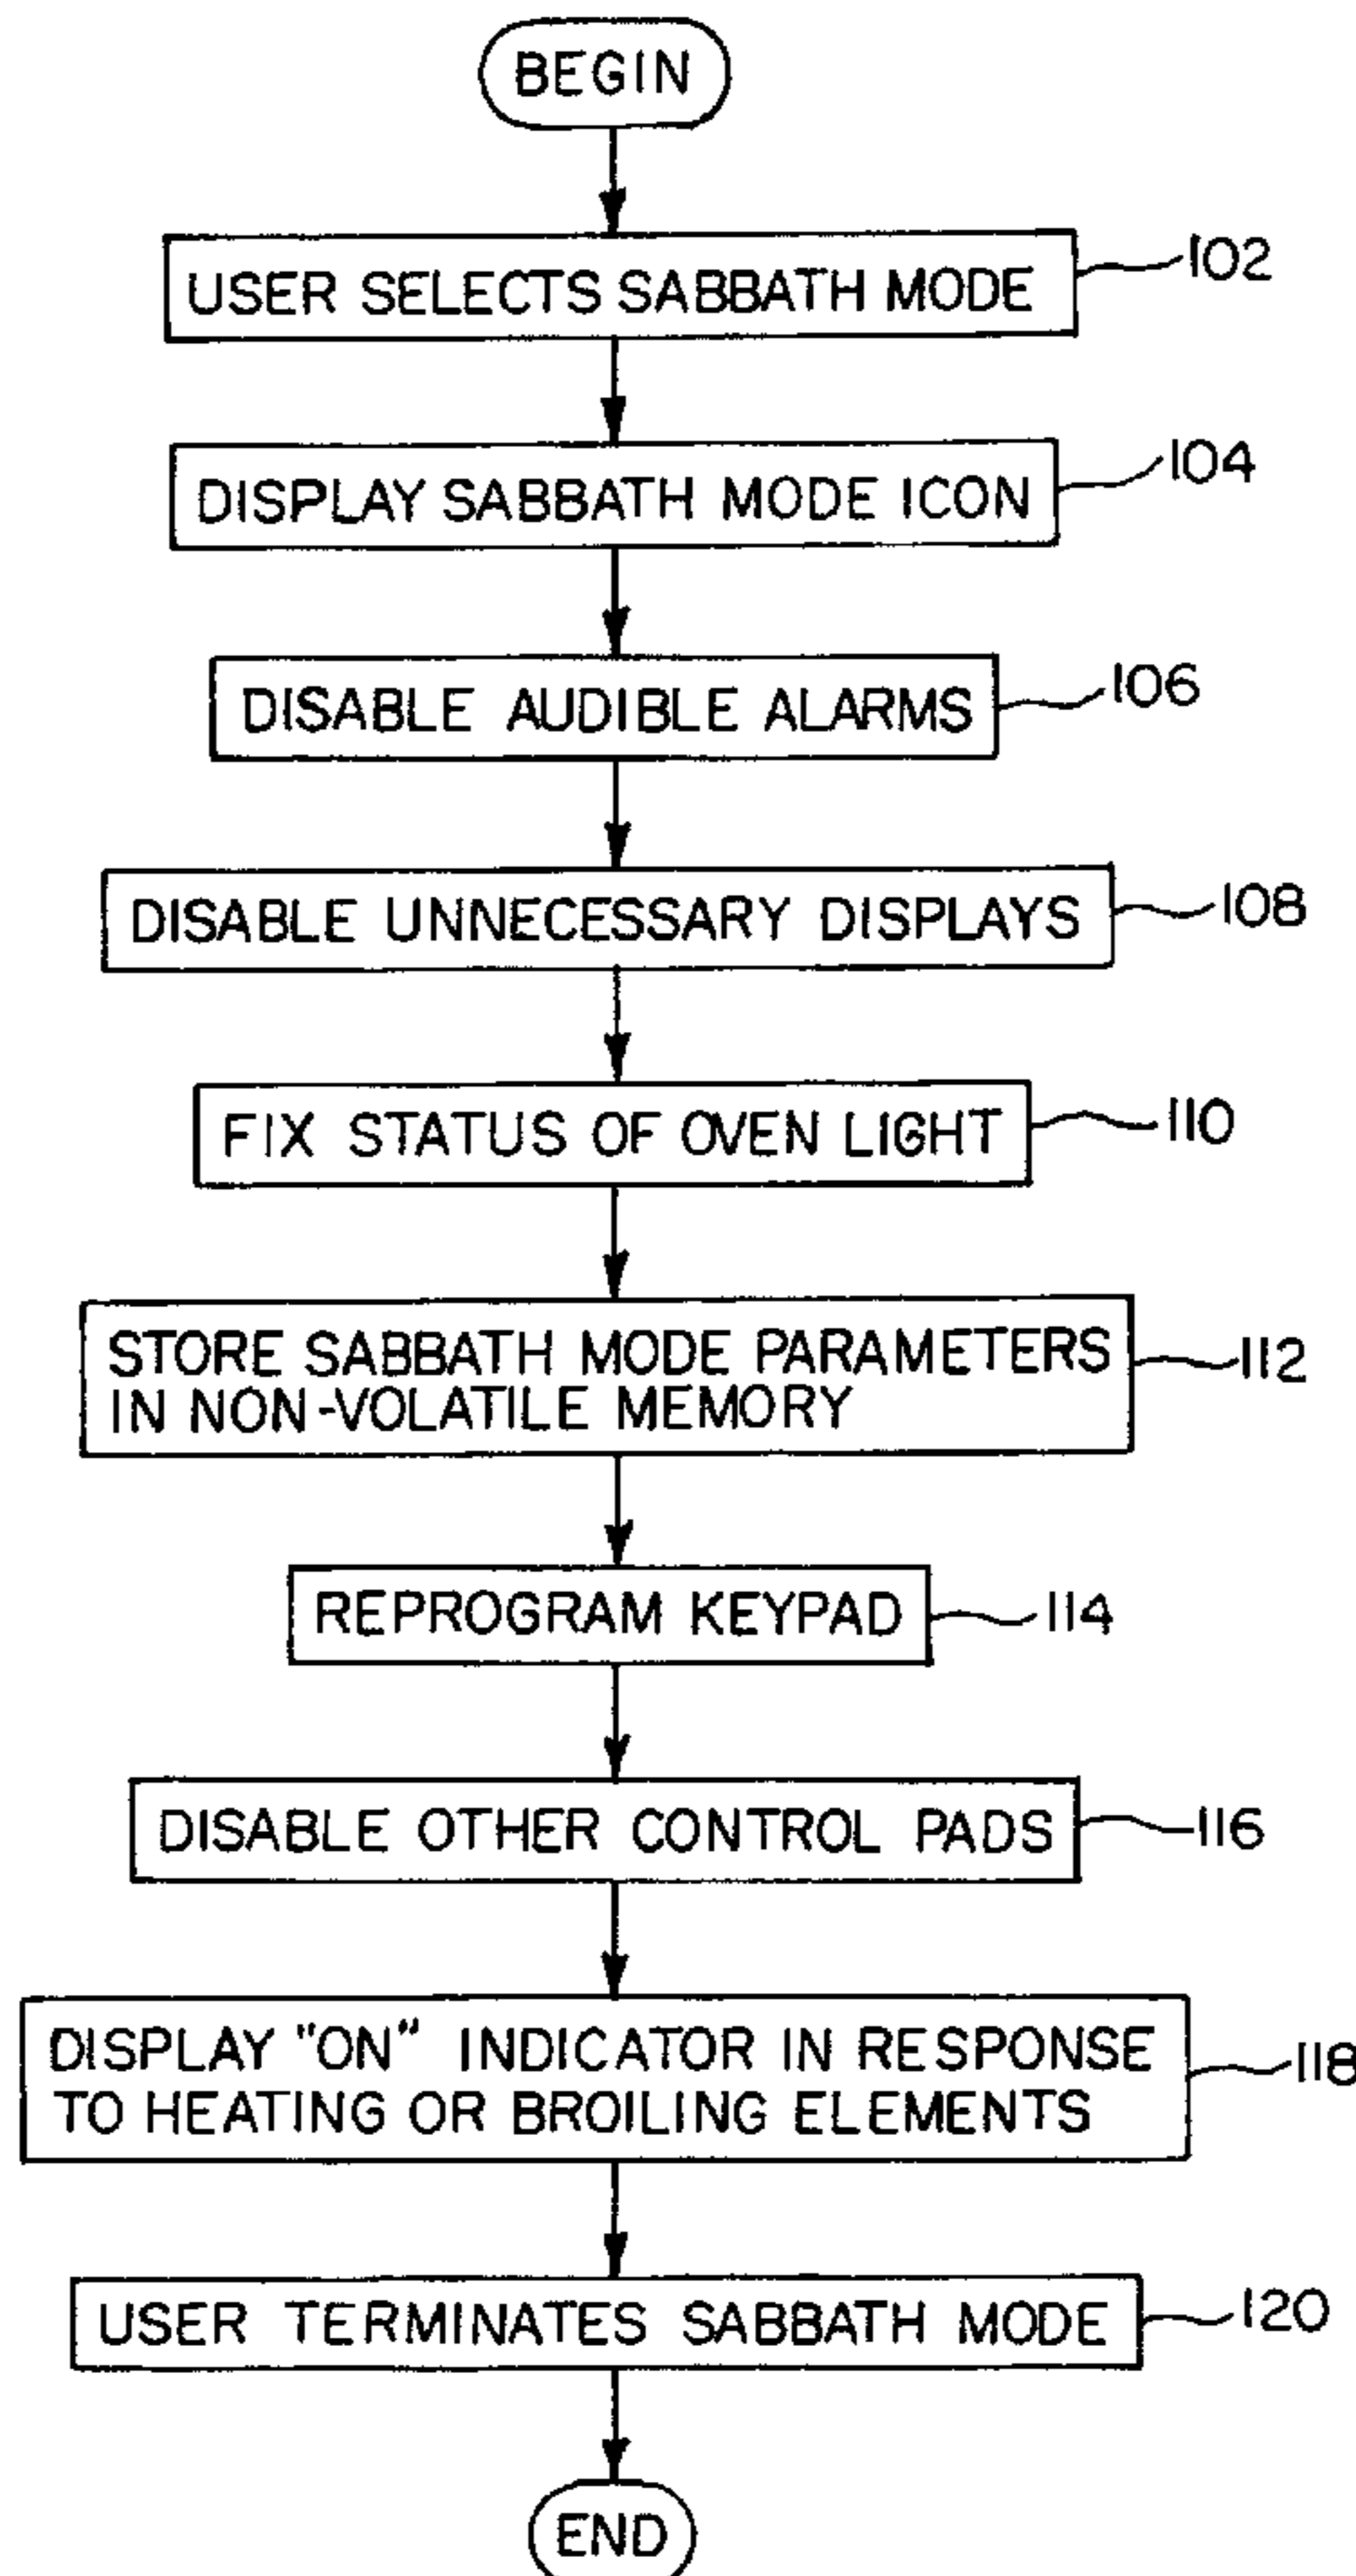 BEGIN
USER SELECTS SABBATH MODE
102
DISPLAY SABBATH MODE ICON
104
DISABLE AUDIBLE ALARMS
106
DISABLE UNNECESSARY DISPLAYS
108
FIX STATUS OF OVEN LIGHT
110
STORE SABBATH MODE PARAMETERS
IN NON-VOLATILE MEMORY
112
REPROGRAM KEYPAD
114
DISABLE OTHER CONTROL PADS
116
DISPLAY "ON" INDICATOR IN RESPONSE
TO HEATING OR BROILING ELEMENTS
118
USER TERMINATES SABBATH MODE
120
END